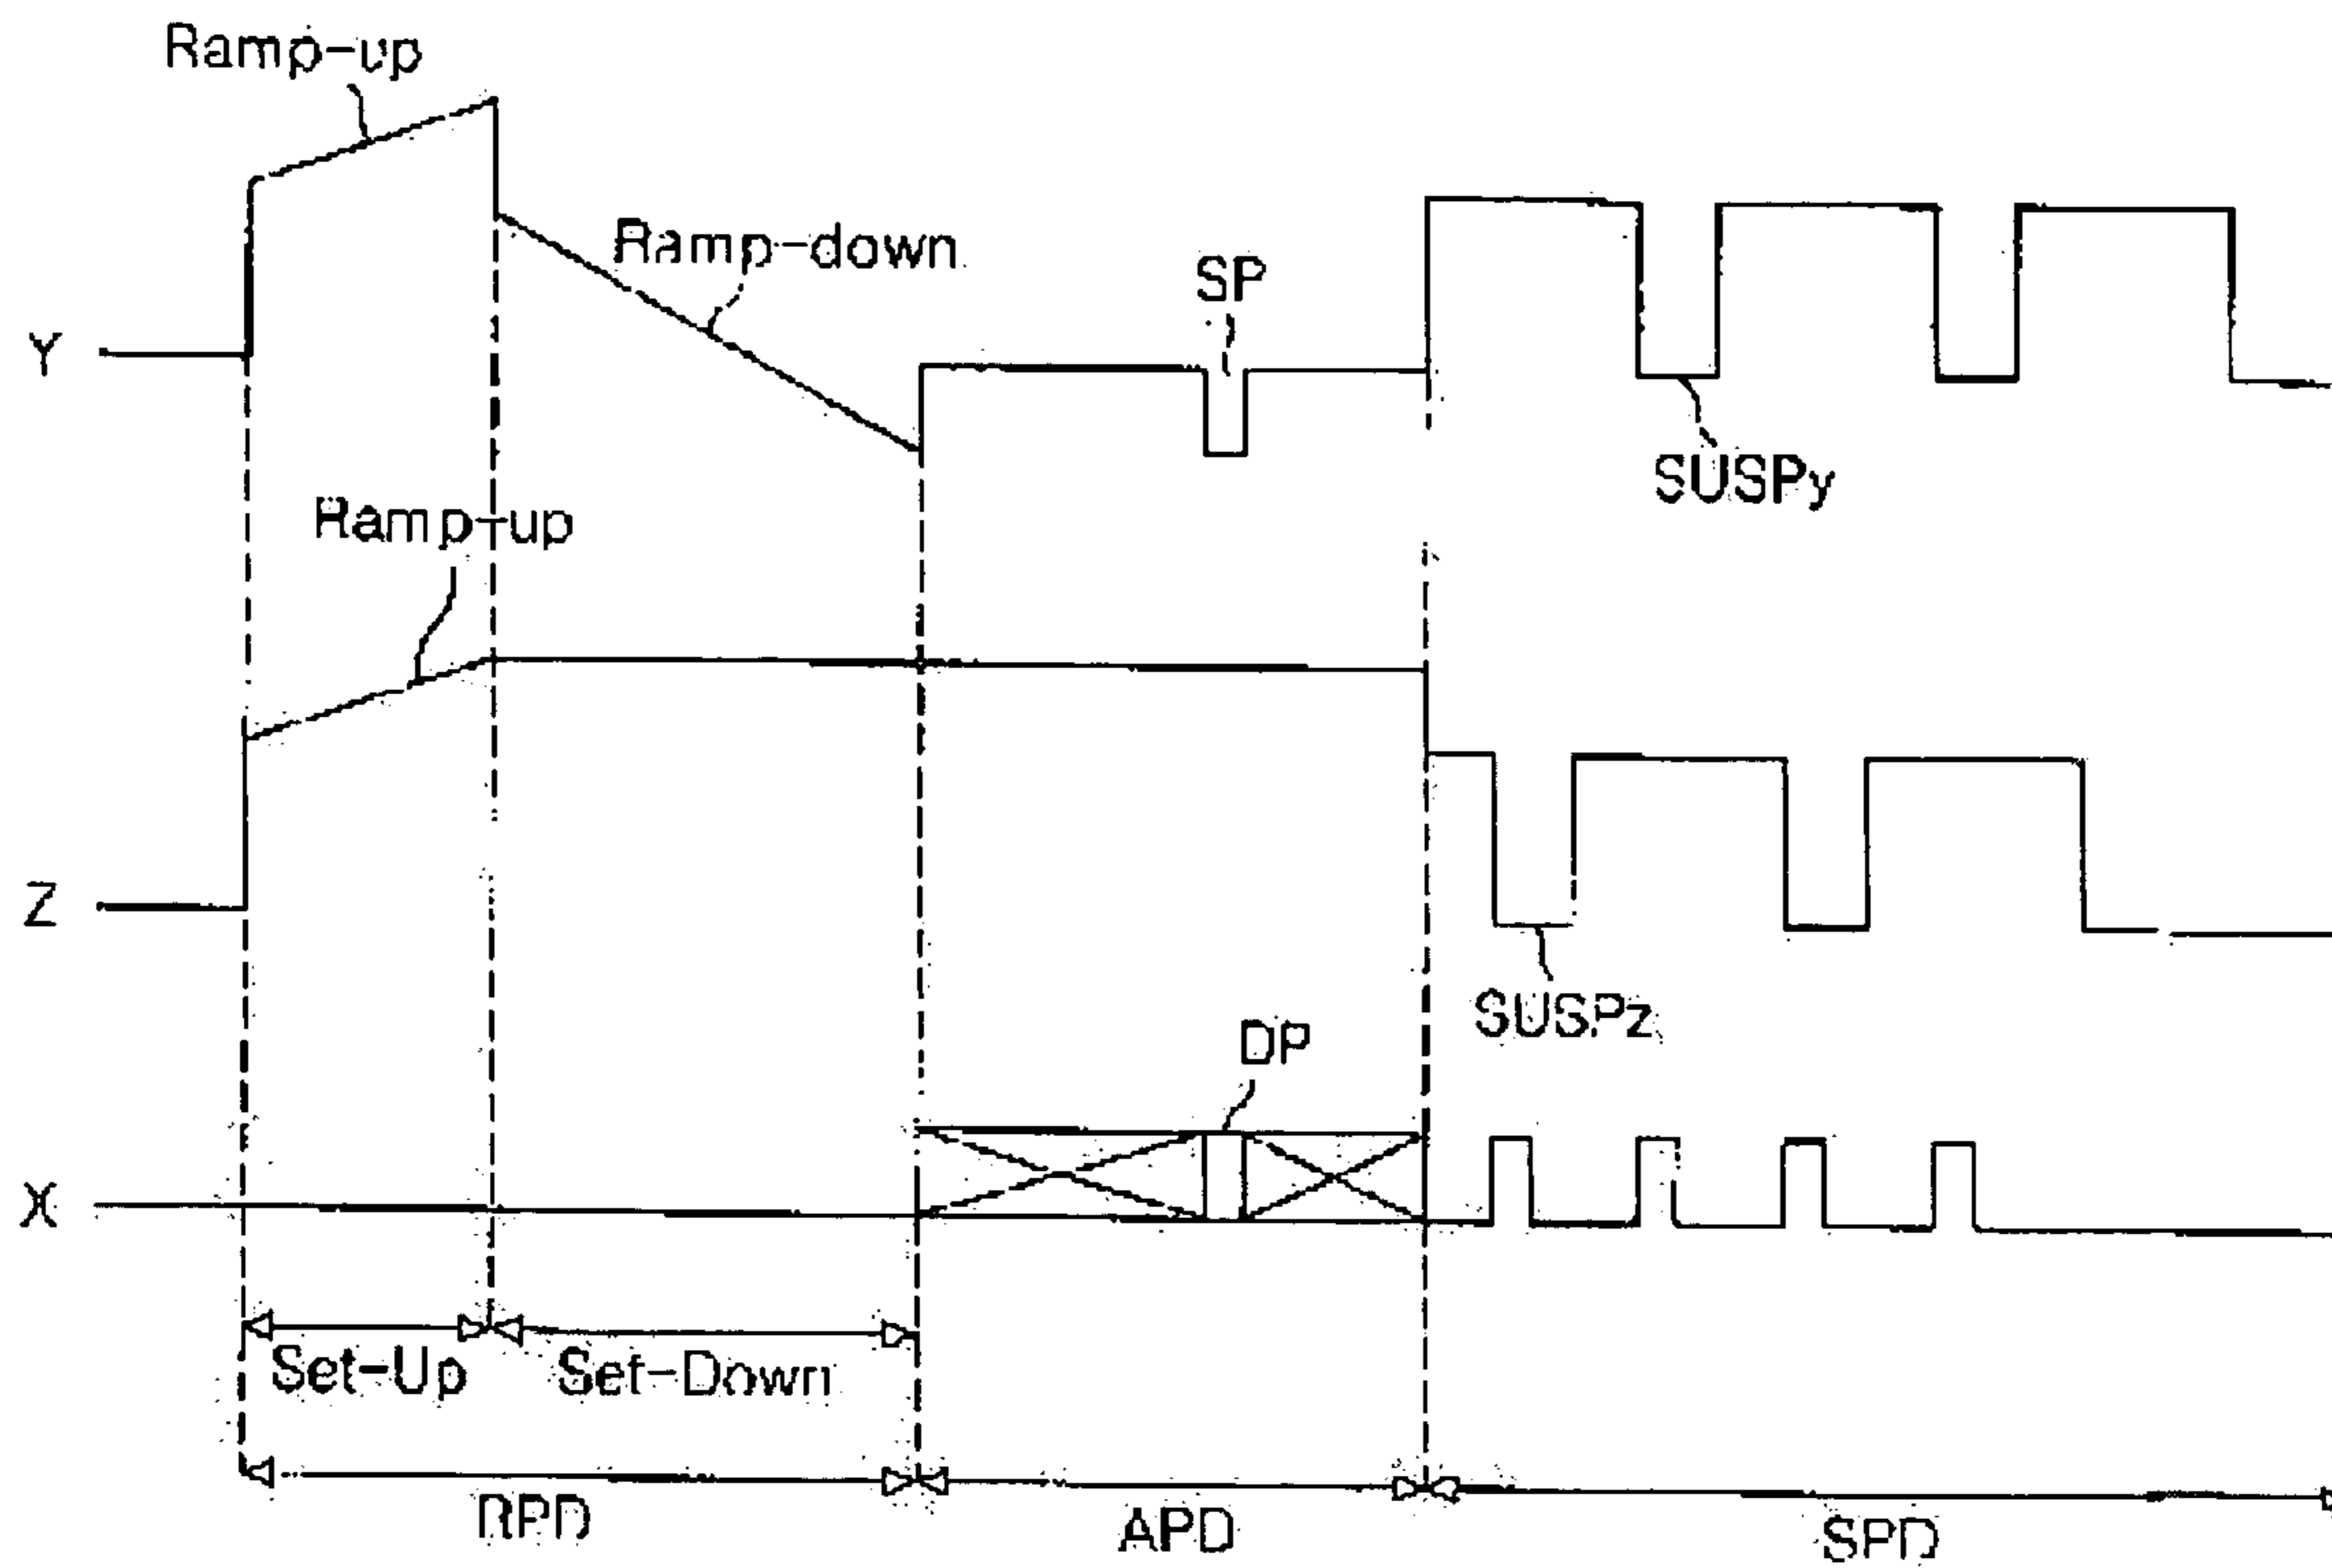 Ramp-up
Ramp-down
SP
Y
SUSPy
Ramp-up
Z
SUSPz
DP
X
Set-Up
Set-Down
RPD
APD
SPD